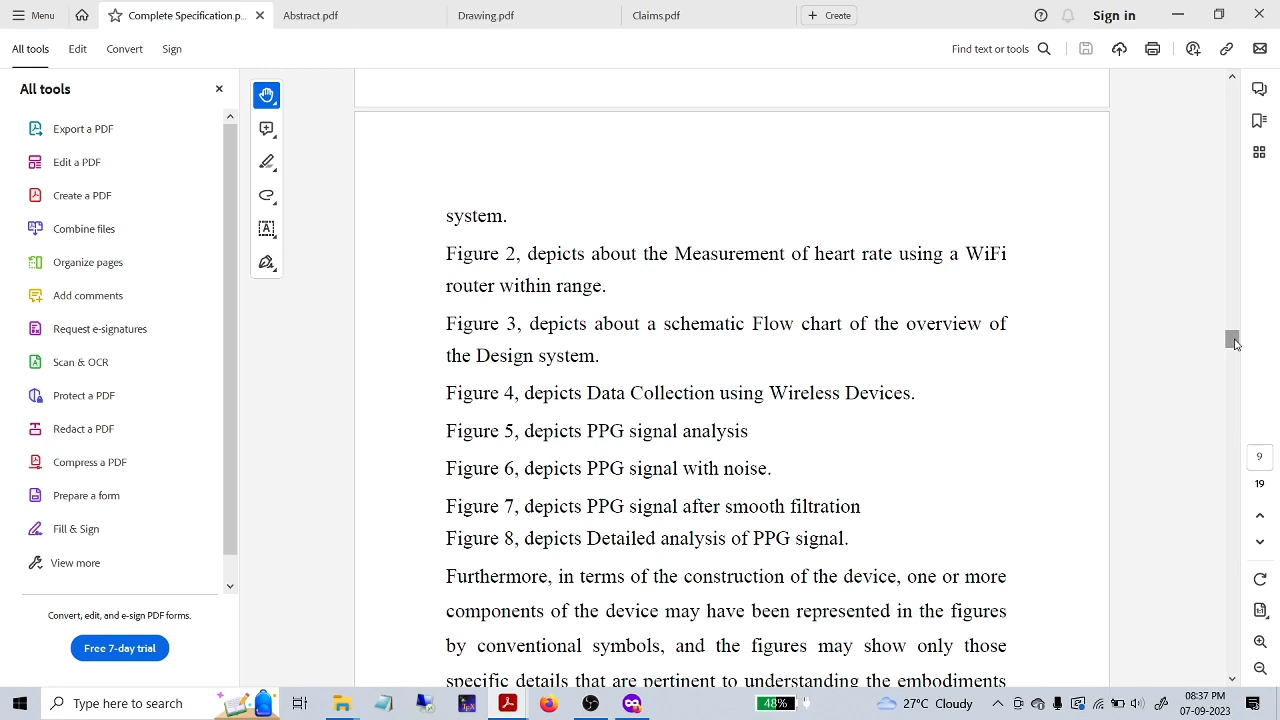 Menu
Complete Specification.p...
Abstract.pdf
Drawing.pdf
Claims.pdf
Create
Sign in
All tools
Edit
Convert
Sign
Find text or tools
All tools
Export a PDF
Edit a PDF
Create a PDF
Combine files
Organize pages
Add comments
Request e-signatures
Scan & OCR
Protect a PDF
Redact a PDF
Compress a PDF
Prepare a form
Fill & Sign
View more
Convert, edit, and e-sign PDF forms.
Free 7-day trial
system.
Figure 2, depicts about the Measurement of heart rate using a WiFi
router within range.
Figure 3, depicts about a schematic Flow chart of the overview of
the Design system.
Figure 4, depicts Data Collection using Wireless Devices.
Figure 5, depicts PPG signal analysis
Figure 6, depicts PPG signal with noise.
Figure 7, depicts PPG signal after smooth filtration
Figure 8, depicts Detailed analysis of PPG signal.
Furthermore, in terms of the construction of the device, one or more
components of the device may have been represented in the figures
by conventional symbols, and the figures may show only those
specific details that are pertinent to understanding the embodiments
9
19
Type here to search
48%
27°C Cloudy
08:37 PM
07-09-2023